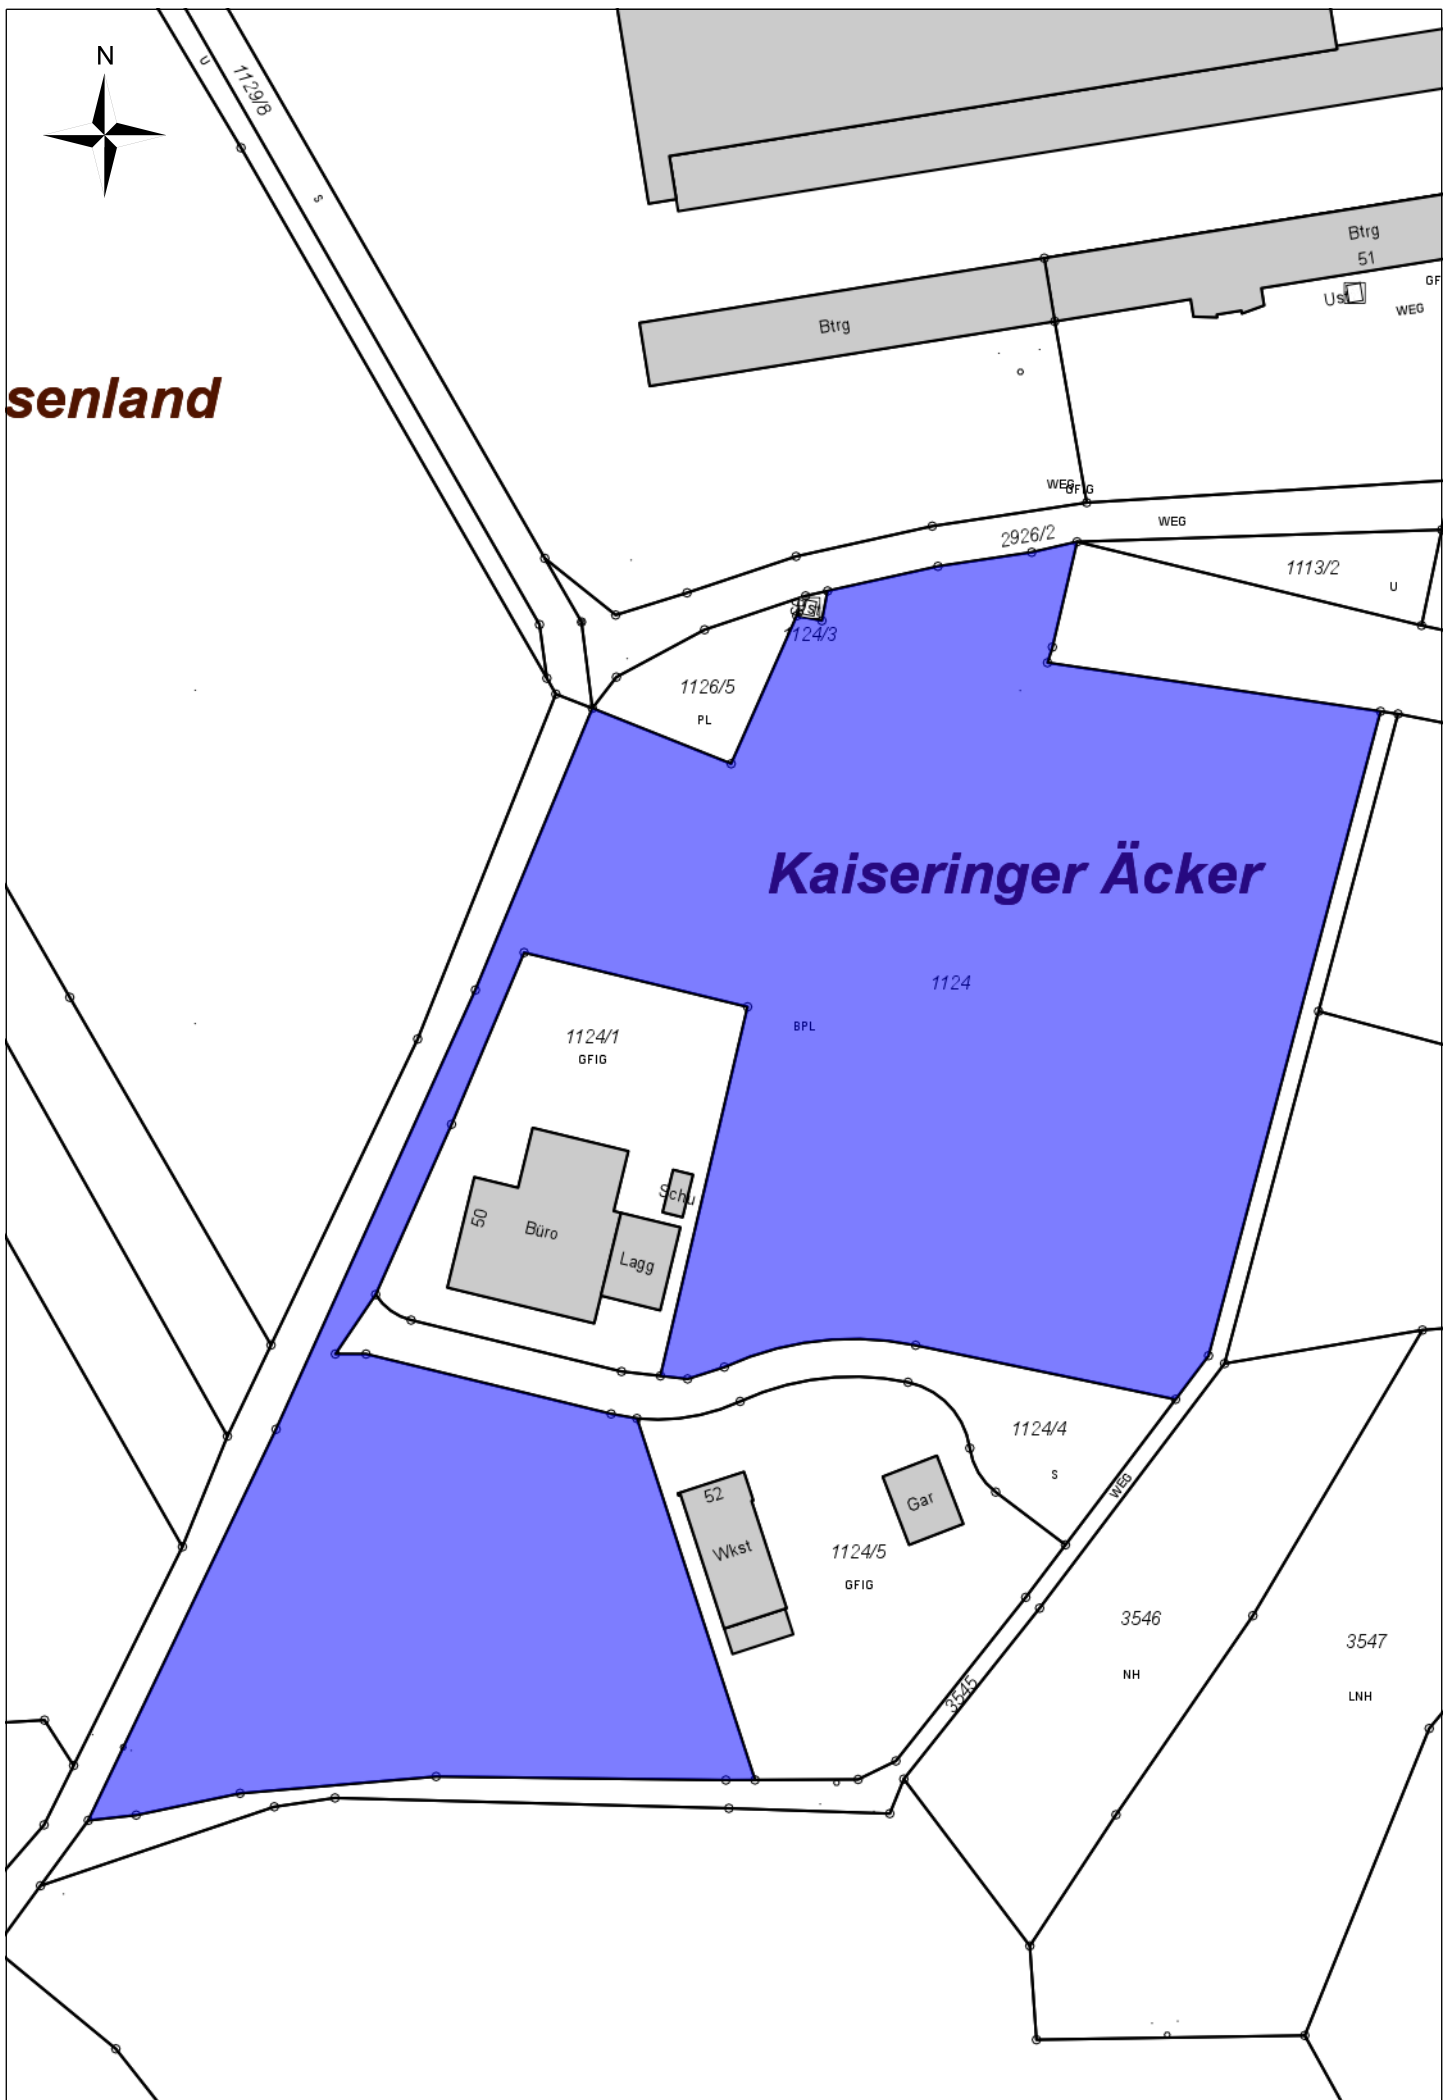 N
U
1129/8
S
Btrg
51
GF
WEG
Btrg
senland
WEG
GFIG
WEG
2926/2
1113/2
U
1124/3
1126/5
PL
Kaiseringer Äcker
1124
BPL
1124/1
GFIG
Schu
50
Büro
Lagg
1124/4
S
WEG
52
Gar
Wkst
1124/5
GFIG
3546
3547
NH
3545
LNH